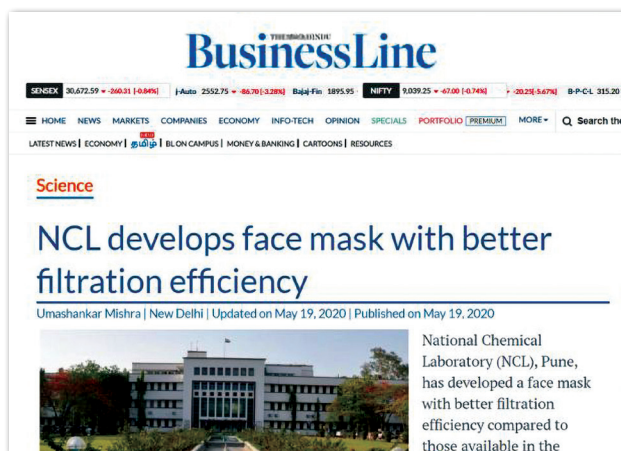 THE HINDU
BusinessLine
SENSEX 30,672.59 -260.31 (-0.84%) j-Auto 2552.75 -86.70 (-3.28%) Bajaj-Fin 1895.95 NIFTY 9,039.25 -67.00 (-0.74%) -20.25(-5.67%) B-P-C-L 315.20
HOME NEWS MARKETS COMPANIES ECONOMY INFO-TECH OPINION SPECIALS PORTFOLIO PREMIUM MORE Search the
LATEST NEWS | ECONOMY | தமிழ் | BL ON CAMPUS | MONEY & BANKING | CARTOONS | RESOURCES
Science
NCL develops face mask with better
filtration efficiency
Umashankar Mishra | New Delhi | Updated on May 19, 2020 | Published on May 19, 2020
National Chemical
Laboratory (NCL), Pune,
has developed a face mask
with better filtration
efficiency compared to
those available in the